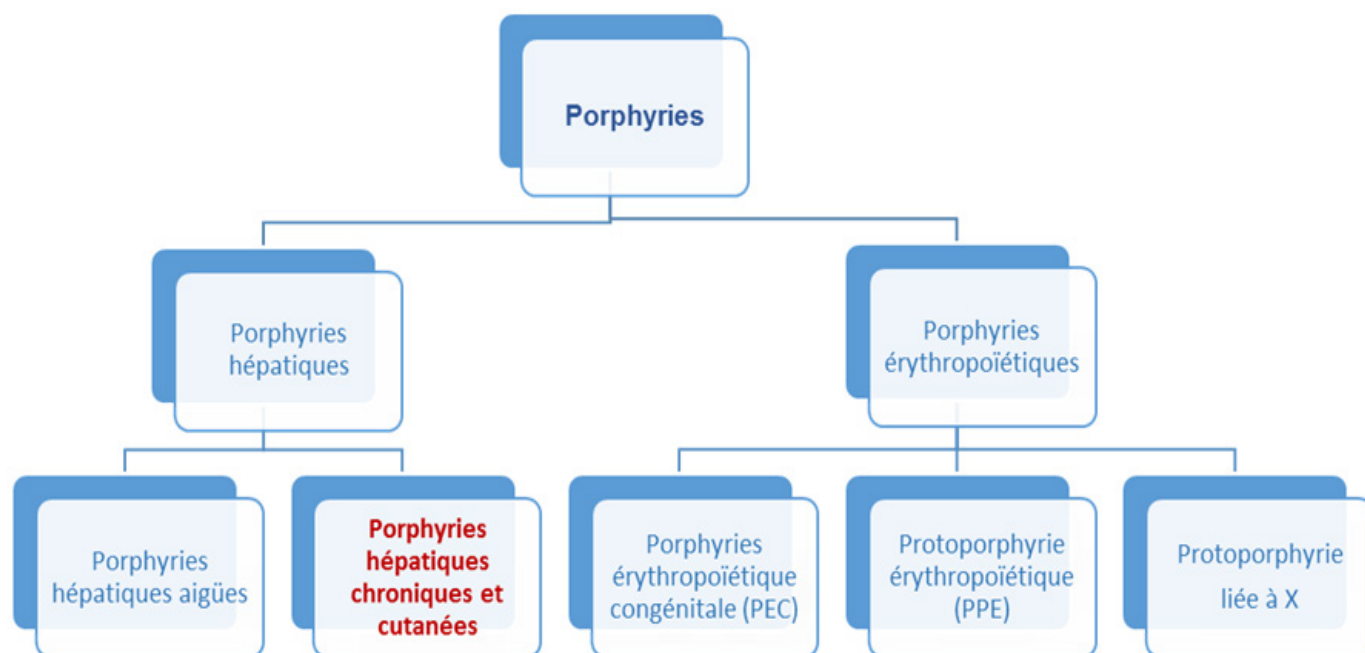 Porphyries
Porphyries
hépatiques
Porphyries
érythropoïétiques
Porphyries
hépatiques aigües
Porphyries
hépatiques
chroniques et
cutanées
Porphyries
érythropoïétique
congénitale (PEC)
Protoporphyrie
érythropoïétique
(PPE)
Protoporphyrie
liée à X